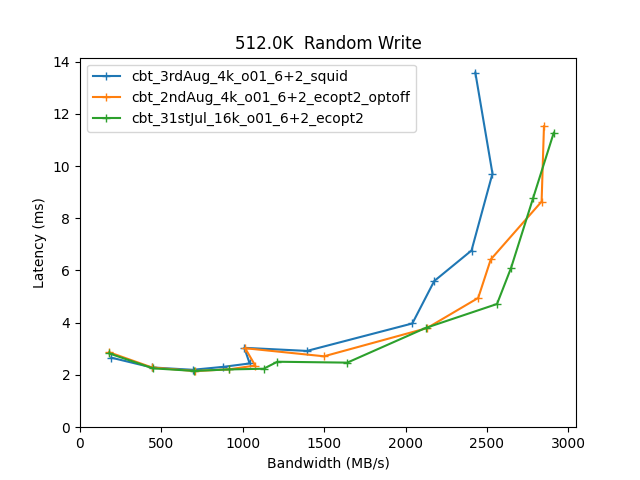 512.0K  Random Write
cbt_3rdAug_4k_o01_6+2_squid
cbt_2ndAug_4k_o01_6+2_ecopt2_optoff
cbt_31stJul_16k_o01_6+2_ecopt2
Latency (ms)
14
12
10
8
6
4
2
0
0 500 1000 1500 2000 2500 3000
Bandwidth (MB/s)